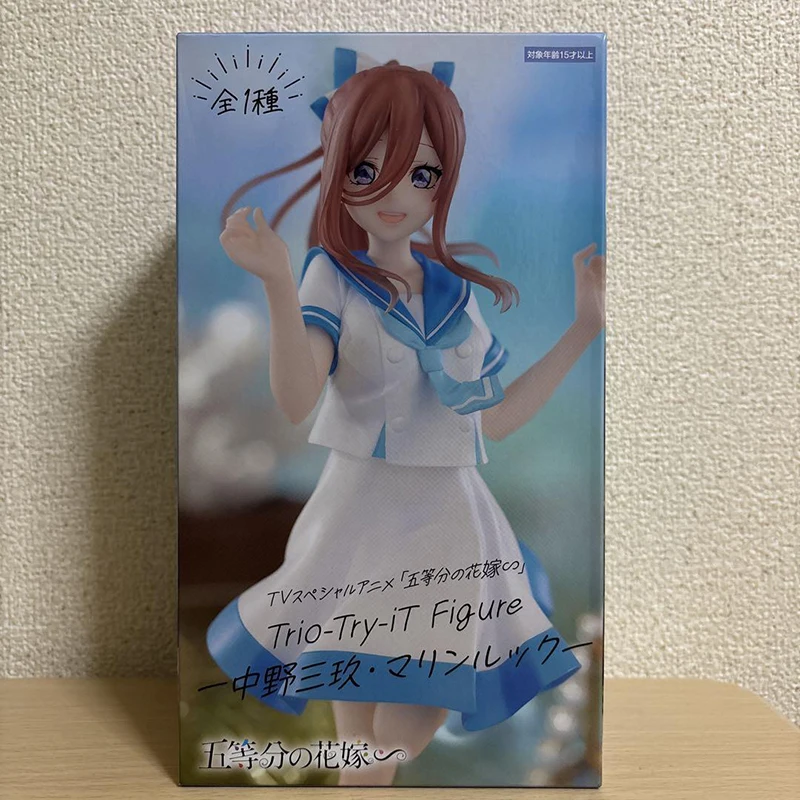 対象年齢15才以上
全1種
TVスペシャルアニメ「五等分の花嫁∽」
Trio-Try-iT Figure
ー中野三玖・マリンルックー
五等分の花嫁∽